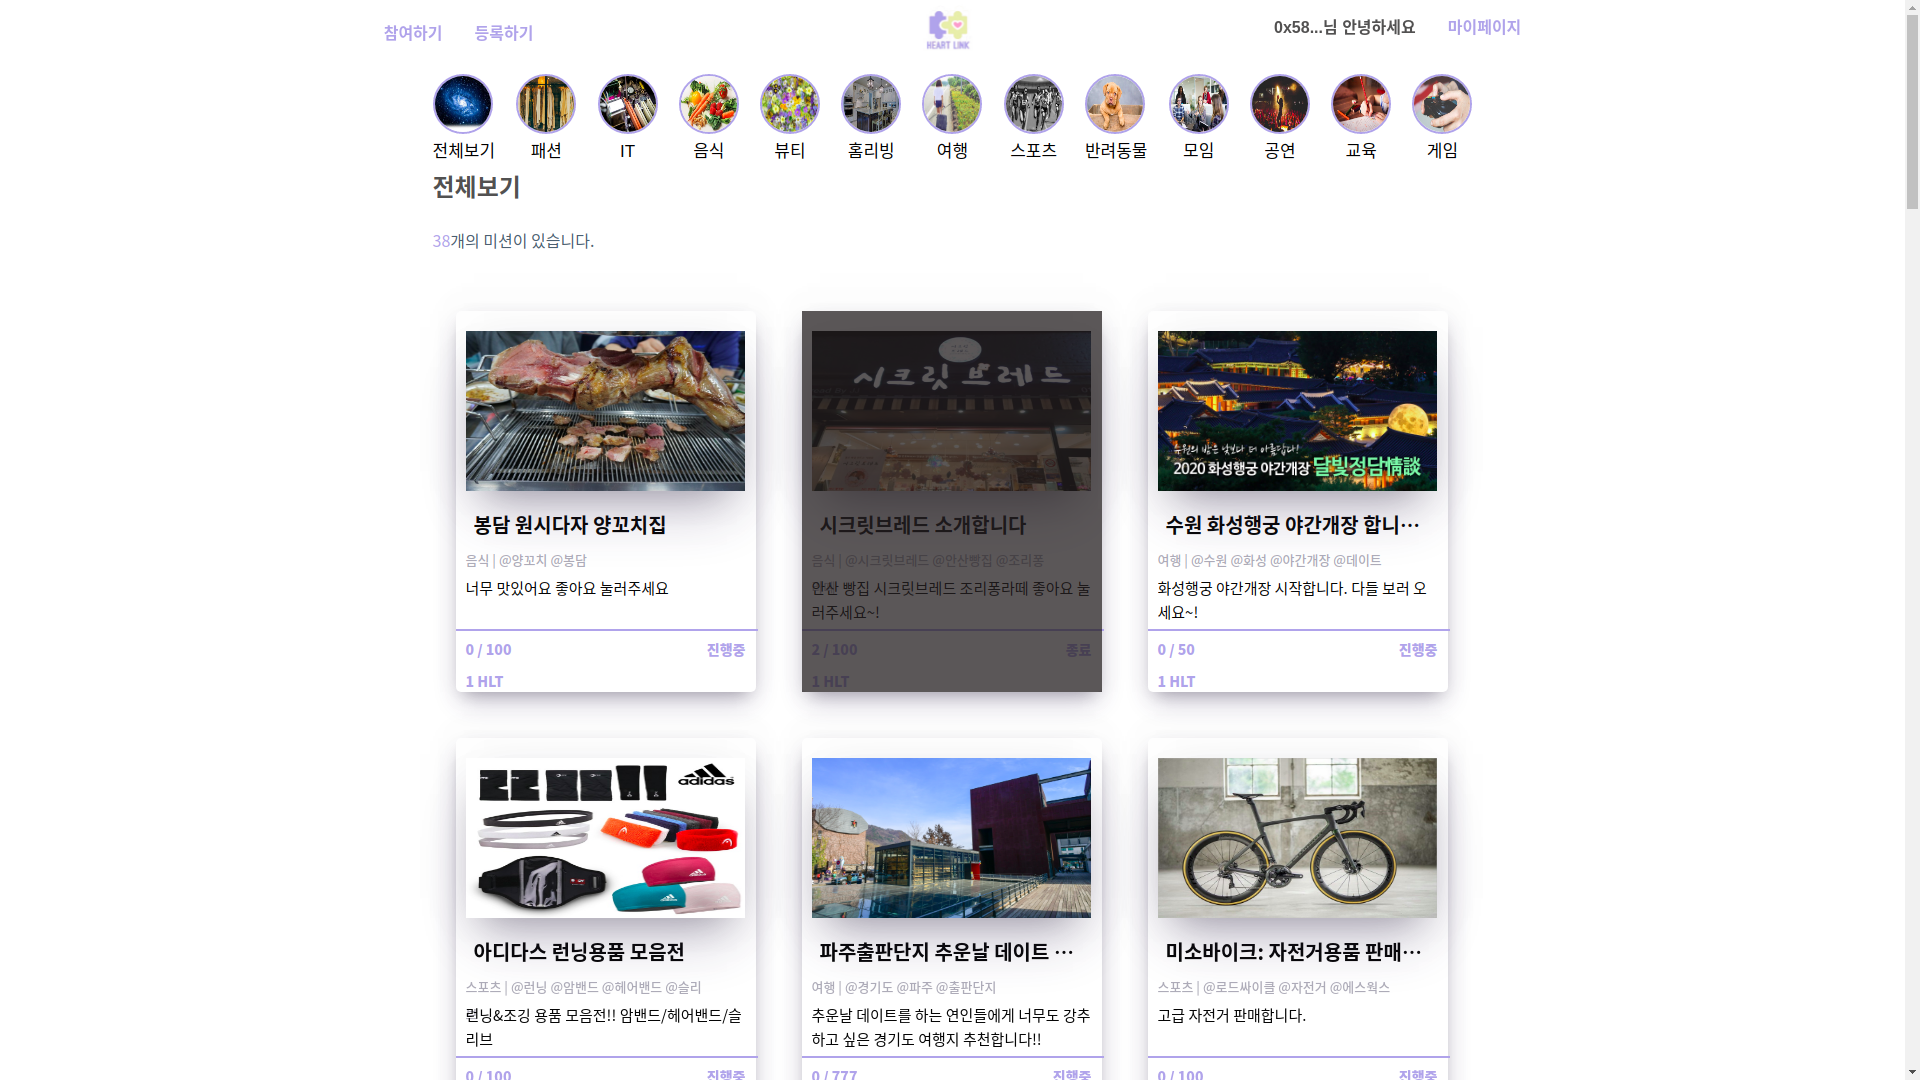 참여하기
등록하기
HEART LINK
0x58...님 안녕하세요
마이페이지
전체보기
패션
IT
음식
뷰티
홈리빙
여행
스포츠
반려동물
모임
공연
교육
게임
전체보기
38개의 미션이 있습니다.
봉담 원시다자 양꼬치집
음식 | @양꼬치 @봉담
너무 맛있어요 좋아요 눌러주세요
0 / 100
진행중
1 HLT
시크릿브레드
시크릿브레드 소개합니다
음식 | @시크릿브레드 @안산빵집 @조리퐁
안산 빵집 시크릿브레드 조리퐁라떼 좋아요 눌
러주세요~!
2 / 100
종료
1 HLT
수원의 밤은 낮보다 더 아름답다!
2020 화성행궁 야간개장 달빛정담情談
수원 화성행궁 야간개장 합니…
여행 | @수원 @화성 @야간개장 @데이트
화성행궁 야간개장 시작합니다. 다들 보러 오
세요~!
0 / 50
진행중
1 HLT
adidas
아디다스 런닝용품 모음전
스포츠 | @런닝 @암밴드 @헤어밴드 @슬리
런닝&조깅 용품 모음전!! 암밴드/헤어밴드/슬
리브
0 / 100
진행중
파주출판단지 추운날 데이트 …
여행 | @경기도 @파주 @출판단지
추운날 데이트를 하는 연인들에게 너무도 강추
하고 싶은 경기도 여행지 추천합니다!!
0 / 777
진행중
미소바이크: 자전거용품 판매…
스포츠 | @로드싸이클 @자전거 @에스웍스
고급 자전거 판매합니다.
0 / 100
진행중